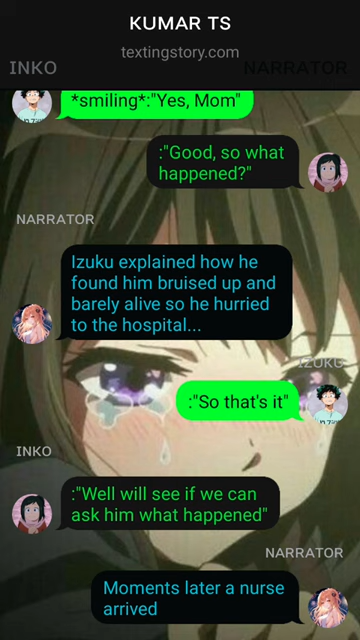 KUMAR TS
textingstory.com
INKO
NARRATOR
*smiling*:"Yes, Mom"
:"Good, so what
happened?"
NARRATOR
Izuku explained how he
found him bruised up and
barely alive so he hurried
to the hospital...
IZUKU
:"So that's it"
INKO
:"Well will see if we can
ask him what happened"
NARRATOR
Moments later a nurse
arrived